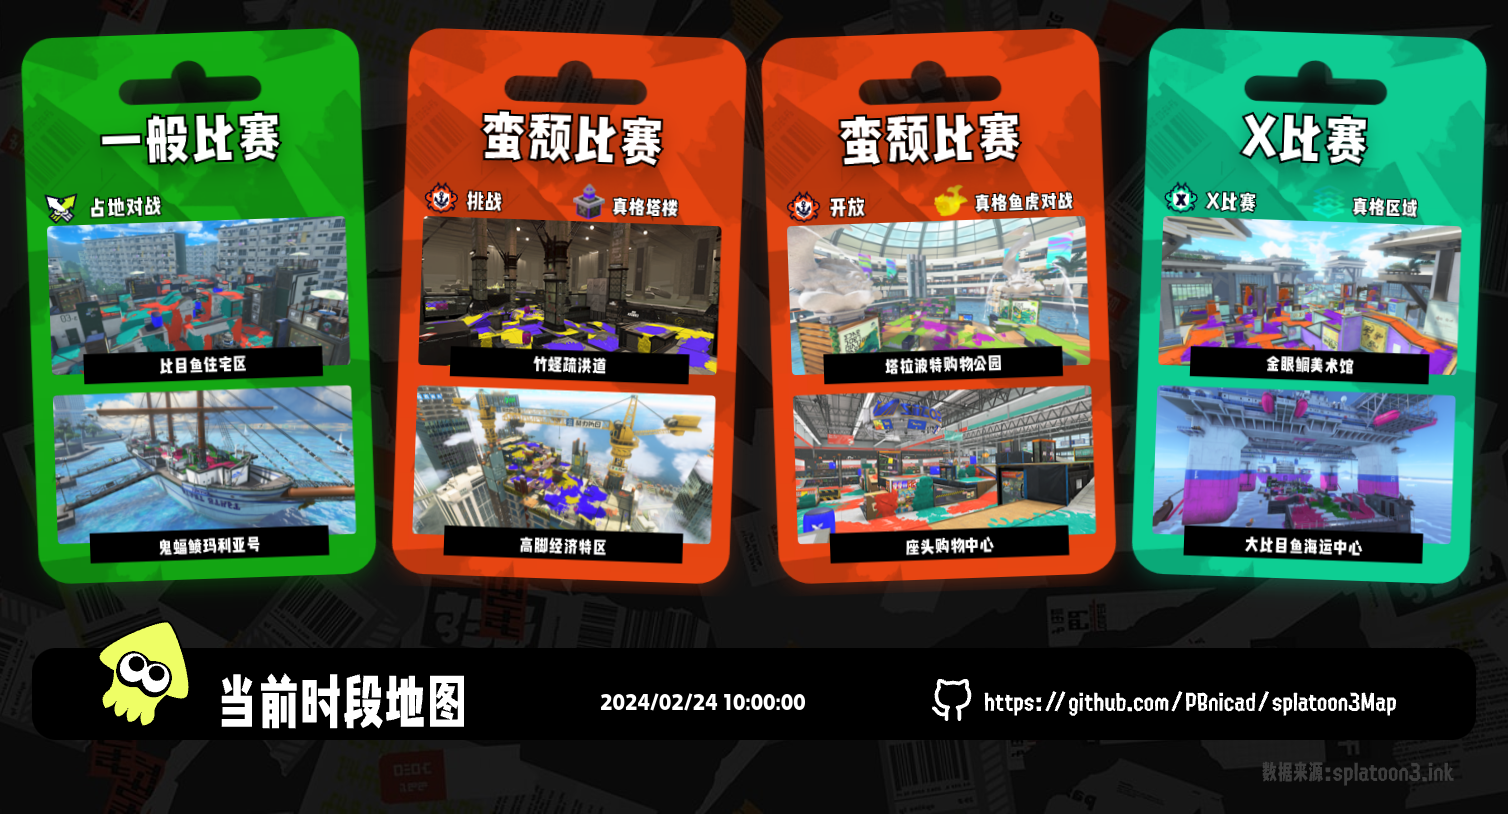 一般比赛
占地对战
比目鱼住宅区
鬼蝠鲼玛利亚号
蛮颓比赛
挑战
真格塔楼
竹蛏疏洪道
高脚经济特区
蛮颓比赛
开放
真格鱼虎对战
塔拉波特购物公园
座头购物中心
X比赛
X比赛
真格区域
金眼鲷美术馆
大比目鱼海运中心
当前时段地图
2024/02/24 10:00:00
https://github.com/PBnicad/splatoon3Map
数据来源:splatoon3.ink